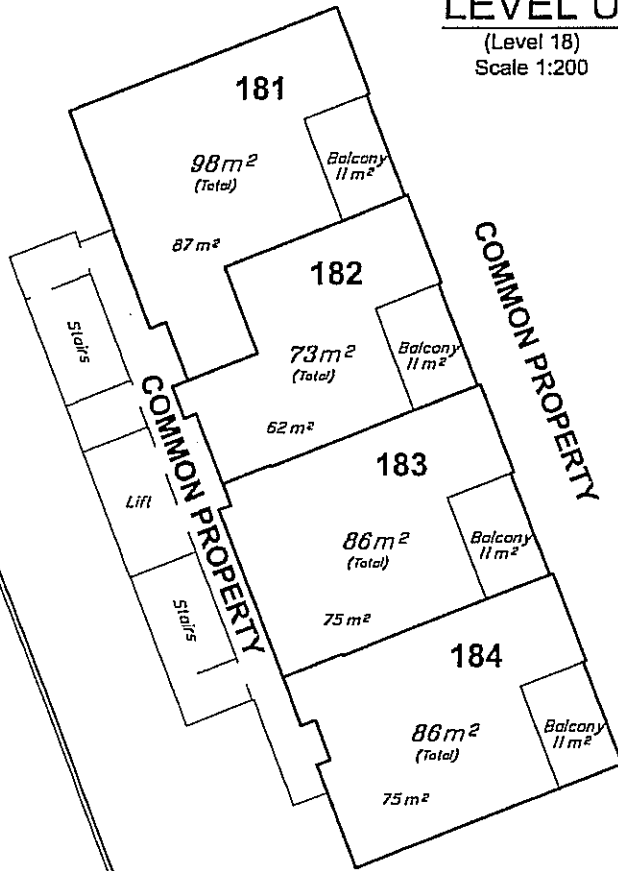 LEVEL U
(Level 18)
Scale 1:200
181
98m²
(Total)
Balcony
11m²
87m²
182
73m²
(Total)
Balcony
11m²
62m²
COMMON PROPERTY
Stairs
COMMON PROPERTY
183
86m²
(Total)
Balcony
11m²
75m²
Lift
Stairs
184
86m²
(Total)
Balcony
11m²
75m²